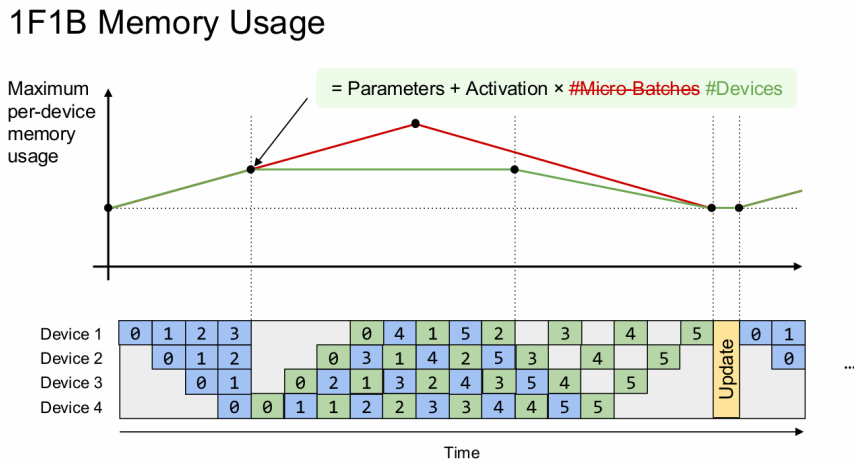 1F1B Memory Usage
Maximum
per-device
memory
usage
= Parameters + Activation × #Micro-Batches #Devices
Device 1 0 1 2 3 0 4 1 5 2 3 4 5 0 1
Device 2 0 1 2 0 3 1 4 2 5 3 4 5 0
Device 3 0 1 0 2 1 3 2 4 3 5 4 5
Device 4 0 0 1 1 2 2 3 3 4 4 5 5
Update
...
Time